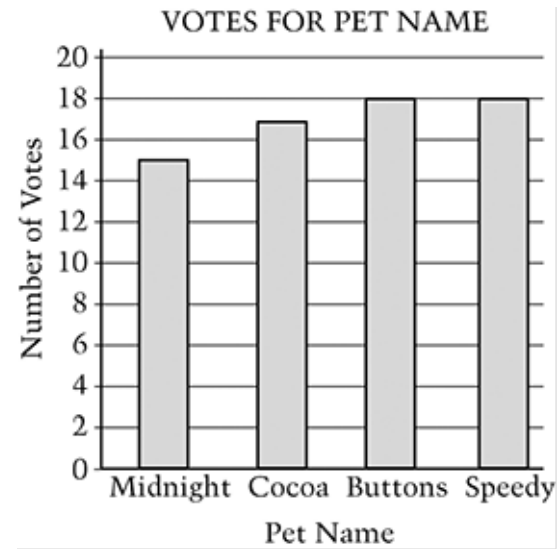 VOTES FOR PET NAME
Number of Votes
20
18
16
14
12
10
8
6
4
2
0
Midnight Cocoa Buttons Speedy
Pet Name